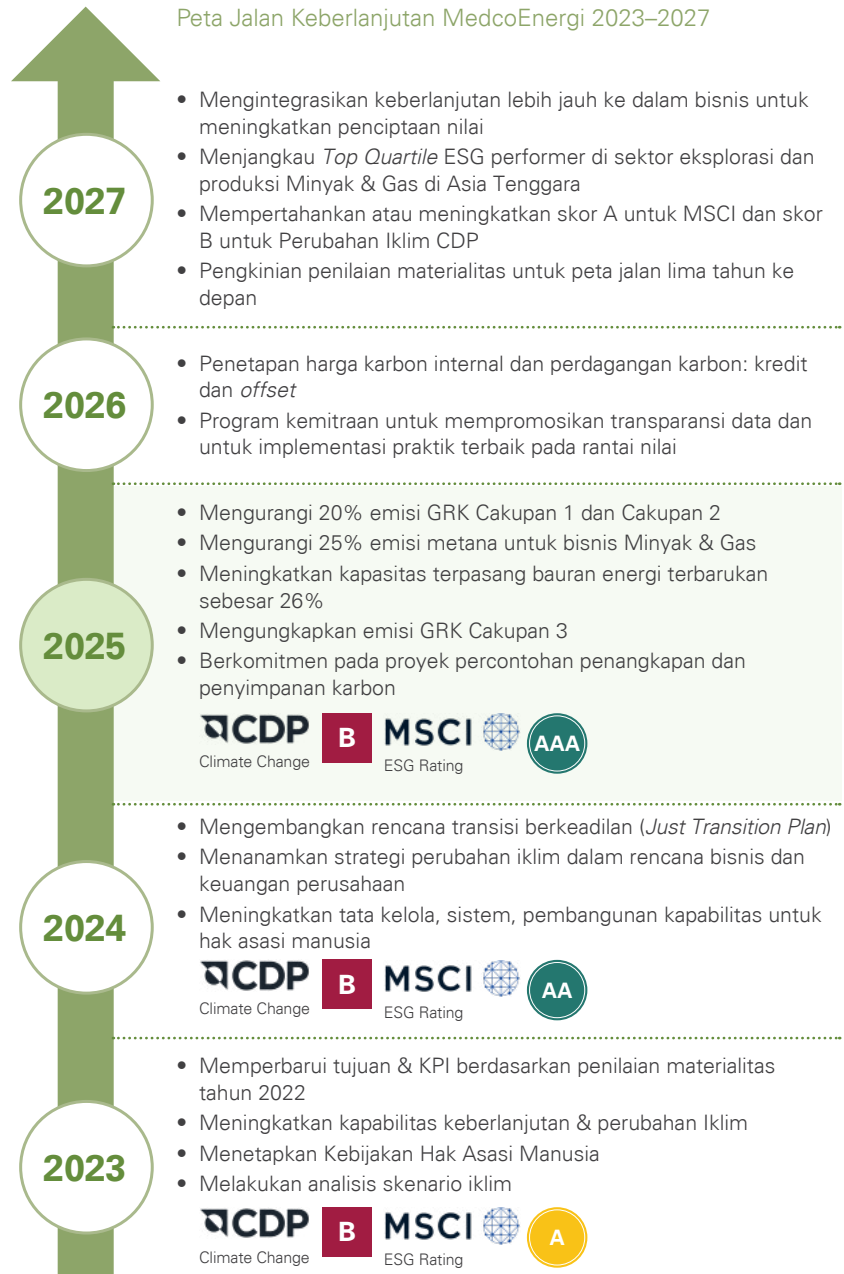 Peta Jalan Keberlanjutan MedcoEnergi 2023–2027
2027
• Mengintegrasikan keberlanjutan lebih jauh ke dalam bisnis untuk
meningkatkan penciptaan nilai
• Menjangkau Top Quartile ESG performer di sektor eksplorasi dan
produksi Minyak & Gas di Asia Tenggara
• Mempertahankan atau meningkatkan skor A untuk MSCI dan skor
B untuk Perubahan Iklim CDP
• Pengkinian penilaian materialitas untuk peta jalan lima tahun ke
depan
2026
• Penetapan harga karbon internal dan perdagangan karbon: kredit
dan offset
• Program kemitraan untuk mempromosikan transparansi data dan
untuk implementasi praktik terbaik pada rantai nilai
2025
• Mengurangi 20% emisi GRK Cakupan 1 dan Cakupan 2
• Mengurangi 25% emisi metana untuk bisnis Minyak & Gas
• Meningkatkan kapasitas terpasang bauran energi terbarukan
sebesar 26%
• Mengungkapkan emisi GRK Cakupan 3
• Berkomitmen pada proyek percontohan penangkapan dan
penyimpanan karbon
CDP B MSCI AAA
Climate Change ESG Rating
2024
• Mengembangkan rencana transisi berkeadilan (Just Transition Plan)
• Menanamkan strategi perubahan iklim dalam rencana bisnis dan
keuangan perusahaan
• Meningkatkan tata kelola, sistem, pembangunan kapabilitas untuk
hak asasi manusia
CDP B MSCI AA
Climate Change ESG Rating
2023
• Memperbarui tujuan & KPI berdasarkan penilaian materialitas
tahun 2022
• Meningkatkan kapabilitas keberlanjutan & perubahan Iklim
• Menetapkan Kebijakan Hak Asasi Manusia
• Melakukan analisis skenario iklim
CDP B MSCI A
Climate Change ESG Rating